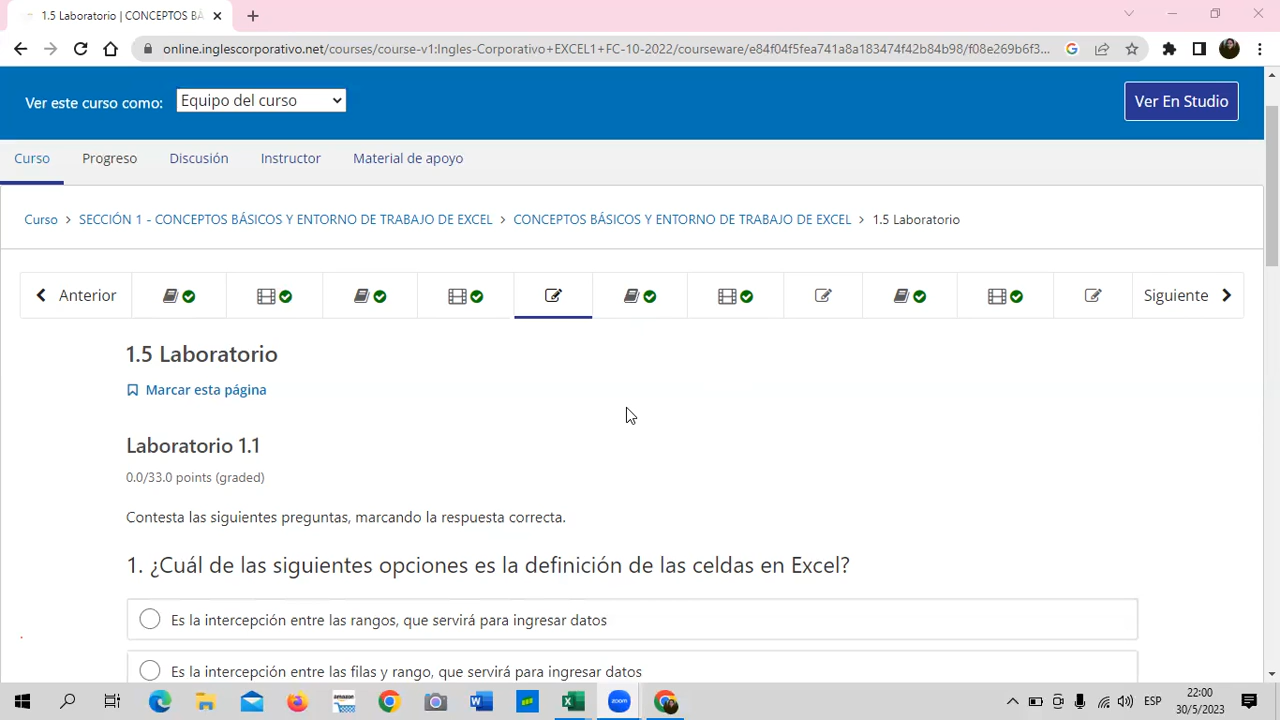 1.5 Laboratorio | CONCEPTOS BÁ
online.inglescorporativo.net/courses/course-v1:Ingles-Corporativo+EXCEL1+FC-10-2022/courseware/e84f04f5fea741a8a183474f42b84b96/f08e269b6f3...
Ver este curso como:
Equipo del curso
Ver En Studio
Curso
Progreso
Discusión
Instructor
Material de apoyo
Curso > SECCIÓN 1 - CONCEPTOS BÁSICOS Y ENTORNO DE TRABAJO DE EXCEL > CONCEPTOS BÁSICOS Y ENTORNO DE TRABAJO DE EXCEL > 1.5 Laboratorio
Anterior
Siguiente
1.5 Laboratorio
Marcar esta página
Laboratorio 1.1
0.0/33.0 points (graded)
Contesta las siguientes preguntas, marcando la respuesta correcta.
1. ¿Cuál de las siguientes opciones es la definición de las celdas en Excel?
Es la intercepción entre las rangos, que servirá para ingresar datos
Es la intercepción entre las filas y rango, que servirá para ingresar datos
amazon
zoom
ESP
22:00
30/5/2023